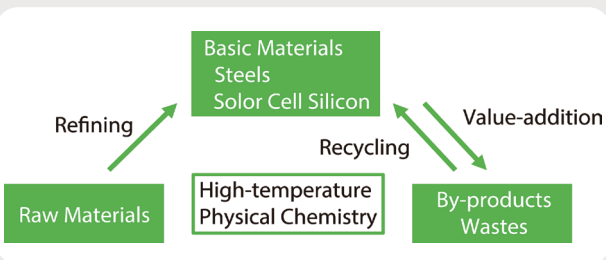 Basic Materials
Steels
Solor Cell Silicon
Refining
Value-addition
Recycling
Raw Materials
High-temperature
Physical Chemistry
By-products
Wastes